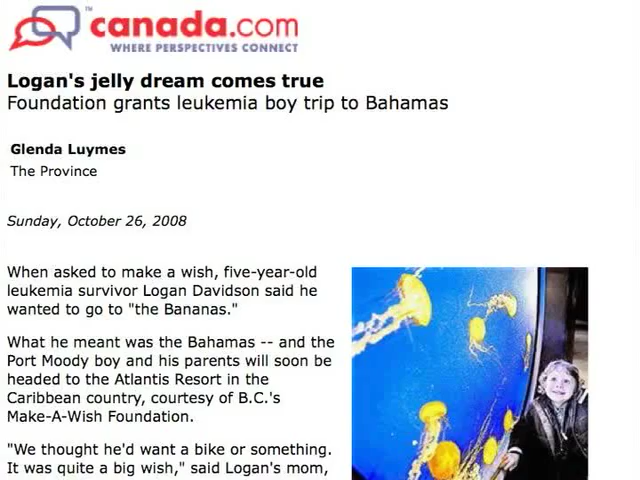 canada.com™
WHERE PERSPECTIVES CONNECT
Logan's jelly dream comes true
Foundation grants leukemia boy trip to Bahamas
Glenda Luymes
The Province
Sunday, October 26, 2008
When asked to make a wish, five-year-old
leukemia survivor Logan Davidson said he
wanted to go to "the Bananas."
What he meant was the Bahamas -- and the
Port Moody boy and his parents will soon be
headed to the Atlantis Resort in the
Caribbean country, courtesy of B.C.'s
Make-A-Wish Foundation.
"We thought he'd want a bike or something.
It was quite a big wish," said Logan's mom,